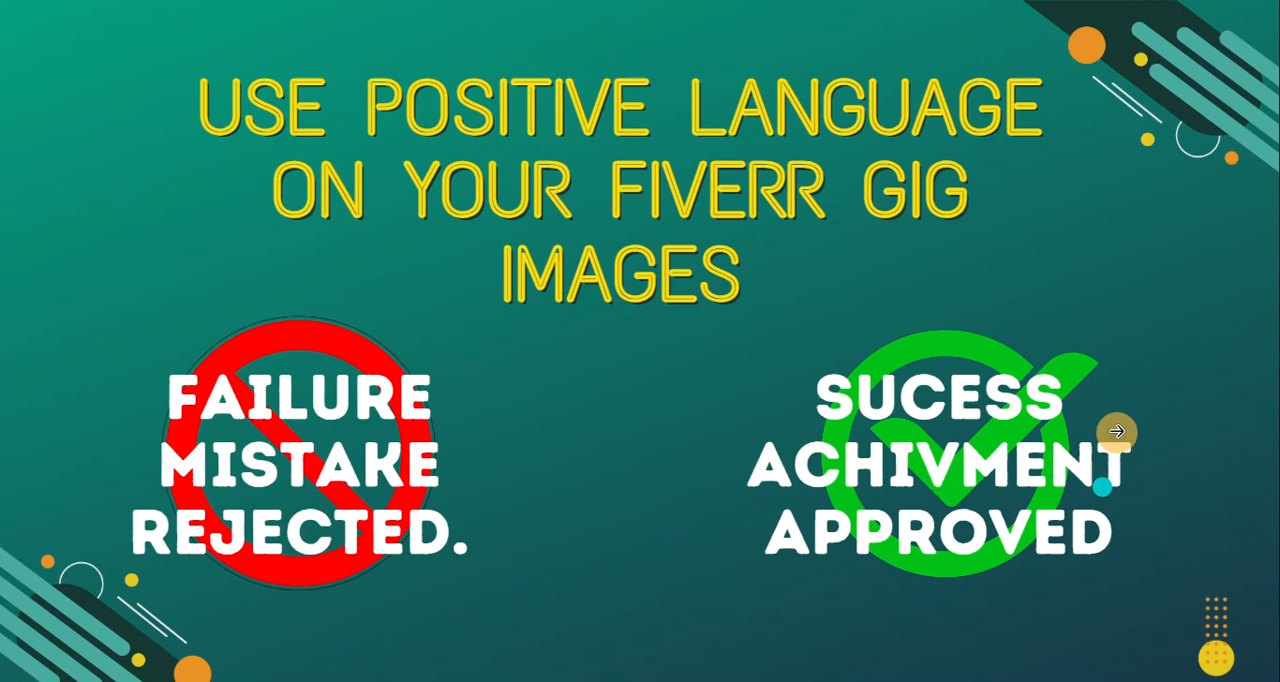 USE POSITIVE LANGUAGE
ON YOUR FIVERR GIG
IMAGES
FAILURE
MISTAKE
REJECTED.
SUCESS
ACHIVMENT
APPROVED